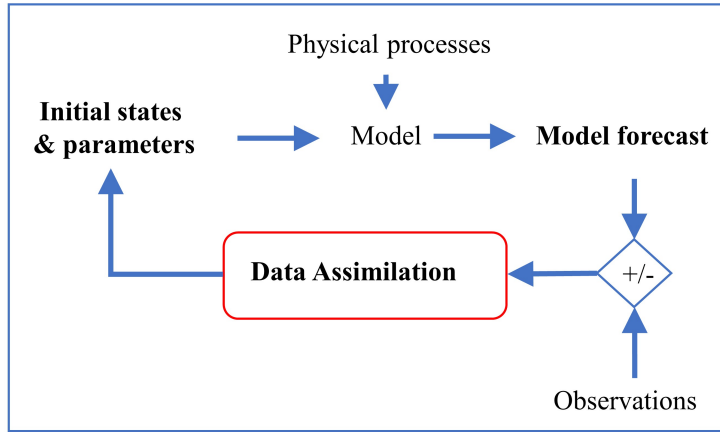 Physical processes
Initial states
& parameters
Model
Model forecast
Data Assimilation
+/-
Observations